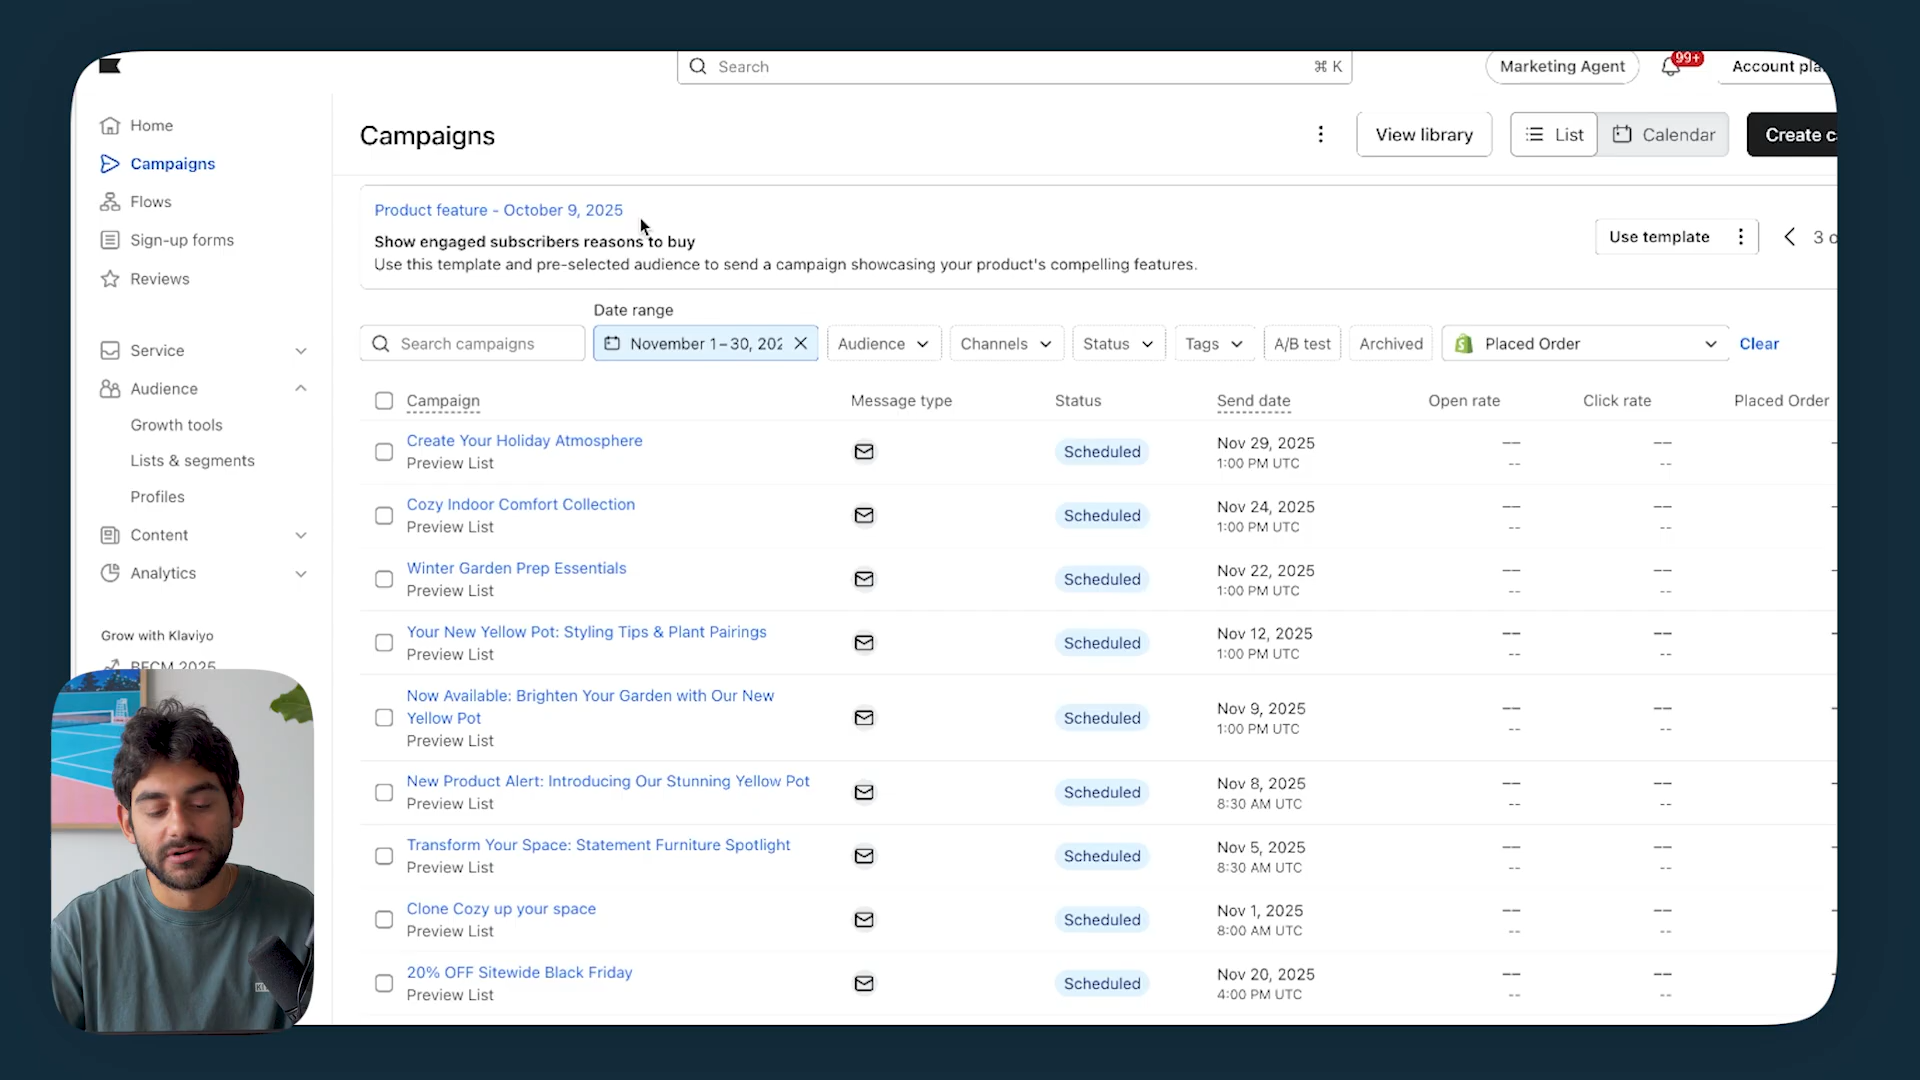 Search
⌘ K
Marketing Agent
99+
Account pla
Home
Campaigns
Flows
Sign-up forms
Reviews
Service
Audience
Growth tools
Lists & segments
Profiles
Content
Analytics
Grow with Klaviyo
BFCM 2025
Campaigns
View library
List
Calendar
Create c
Product feature - October 9, 2025
Show engaged subscribers reasons to buy
Use this template and pre-selected audience to send a campaign showcasing your product's compelling features.
Use template
3 o
Date range
Search campaigns
November 1–30, 202
Audience
Channels
Status
Tags
A/B test
Archived
Placed Order
Clear
Campaign
Message type
Status
Send date
Open rate
Click rate
Placed Order
Create Your Holiday Atmosphere
Preview List
Scheduled
Nov 29, 2025
1:00 PM UTC
Cozy Indoor Comfort Collection
Preview List
Scheduled
Nov 24, 2025
1:00 PM UTC
Winter Garden Prep Essentials
Preview List
Scheduled
Nov 22, 2025
1:00 PM UTC
Your New Yellow Pot: Styling Tips & Plant Pairings
Preview List
Scheduled
Nov 12, 2025
1:00 PM UTC
Now Available: Brighten Your Garden with Our New
Yellow Pot
Preview List
Scheduled
Nov 9, 2025
1:00 PM UTC
New Product Alert: Introducing Our Stunning Yellow Pot
Preview List
Scheduled
Nov 8, 2025
8:30 AM UTC
Transform Your Space: Statement Furniture Spotlight
Preview List
Scheduled
Nov 5, 2025
8:30 AM UTC
Clone Cozy up your space
Preview List
Scheduled
Nov 1, 2025
8:00 AM UTC
20% OFF Sitewide Black Friday
Preview List
Scheduled
Nov 20, 2025
4:00 PM UTC